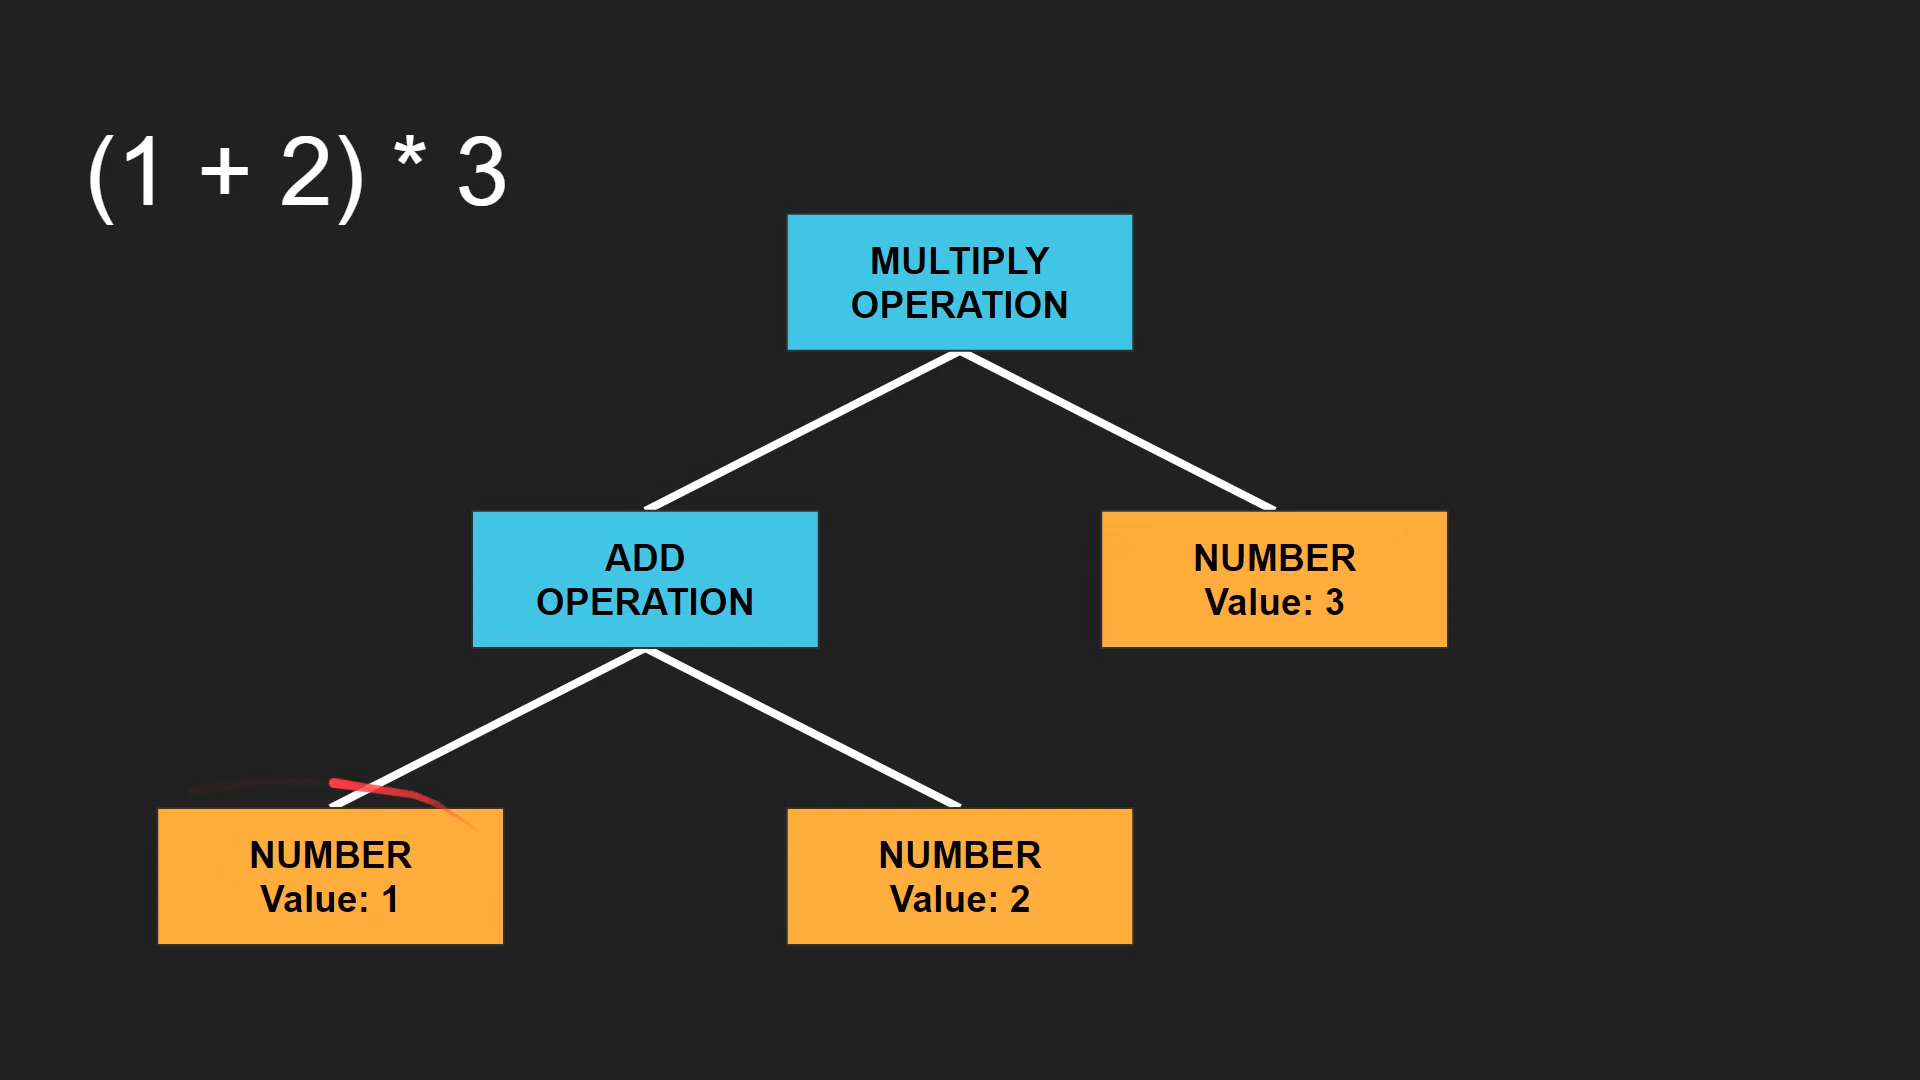 (1 + 2) * 3
MULTIPLY
OPERATION
ADD
OPERATION
NUMBER
Value: 3
NUMBER
Value: 1
NUMBER
Value: 2